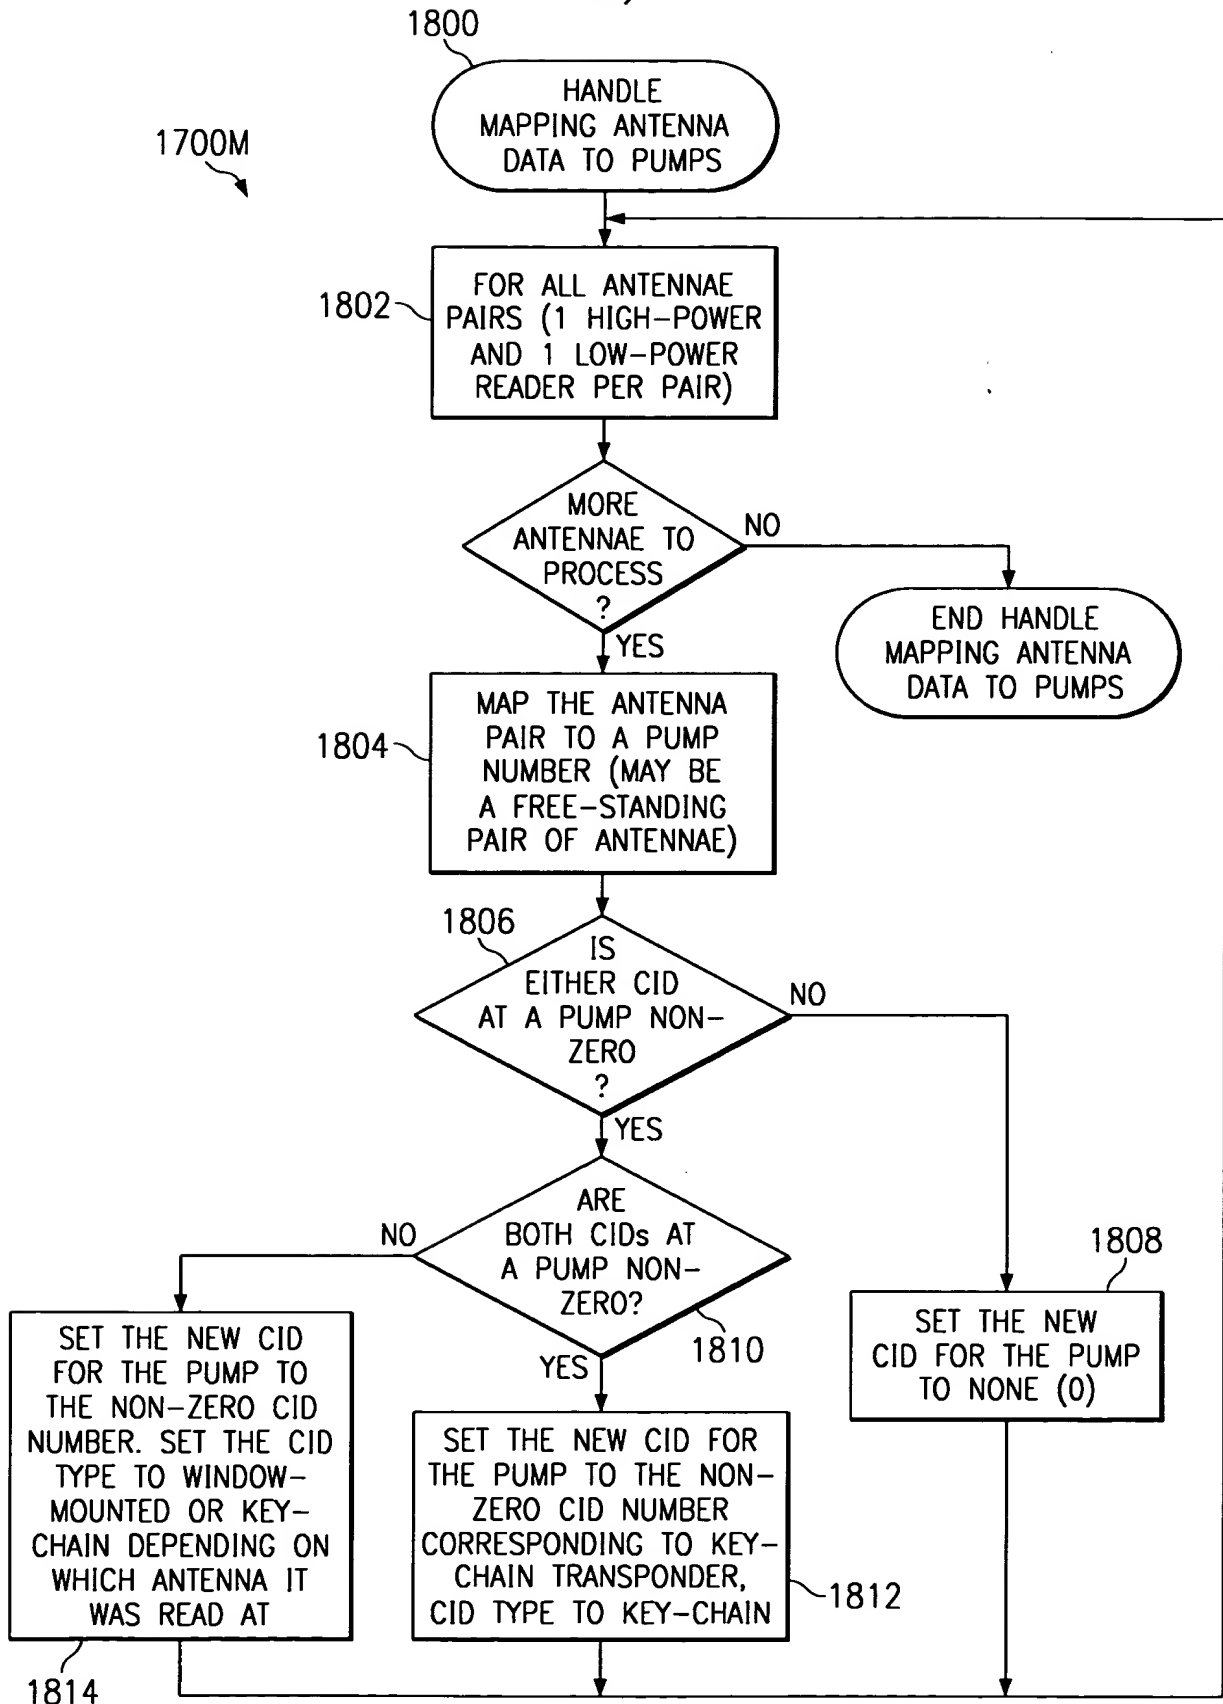 1800
HANDLE
MAPPING ANTENNA
DATA TO PUMPS
1700M
1802
FOR ALL ANTENNAE
PAIRS (1 HIGH-POWER
AND 1 LOW-POWER
READER PER PAIR)
MORE
ANTENNAE TO
PROCESS
?
NO
YES
END HANDLE
MAPPING ANTENNA
DATA TO PUMPS
1804
MAP THE ANTENNA
PAIR TO A PUMP
NUMBER (MAY BE
A FREE-STANDING
PAIR OF ANTENNAE)
1806
IS
EITHER CID
AT A PUMP NON-
ZERO
?
NO
YES
ARE
BOTH CIDs AT
A PUMP NON-
ZERO?
NO
YES
1810
1808
SET THE NEW
CID FOR THE PUMP
TO NONE (0)
SET THE NEW CID
FOR THE PUMP TO
THE NON-ZERO CID
NUMBER. SET THE CID
TYPE TO WINDOW-
MOUNTED OR KEY-
CHAIN DEPENDING ON
WHICH ANTENNA IT
WAS READ AT
1814
SET THE NEW CID FOR
THE PUMP TO THE NON-
ZERO CID NUMBER
CORRESPONDING TO KEY-
CHAIN TRANSPONDER,
CID TYPE TO KEY-CHAIN
1812